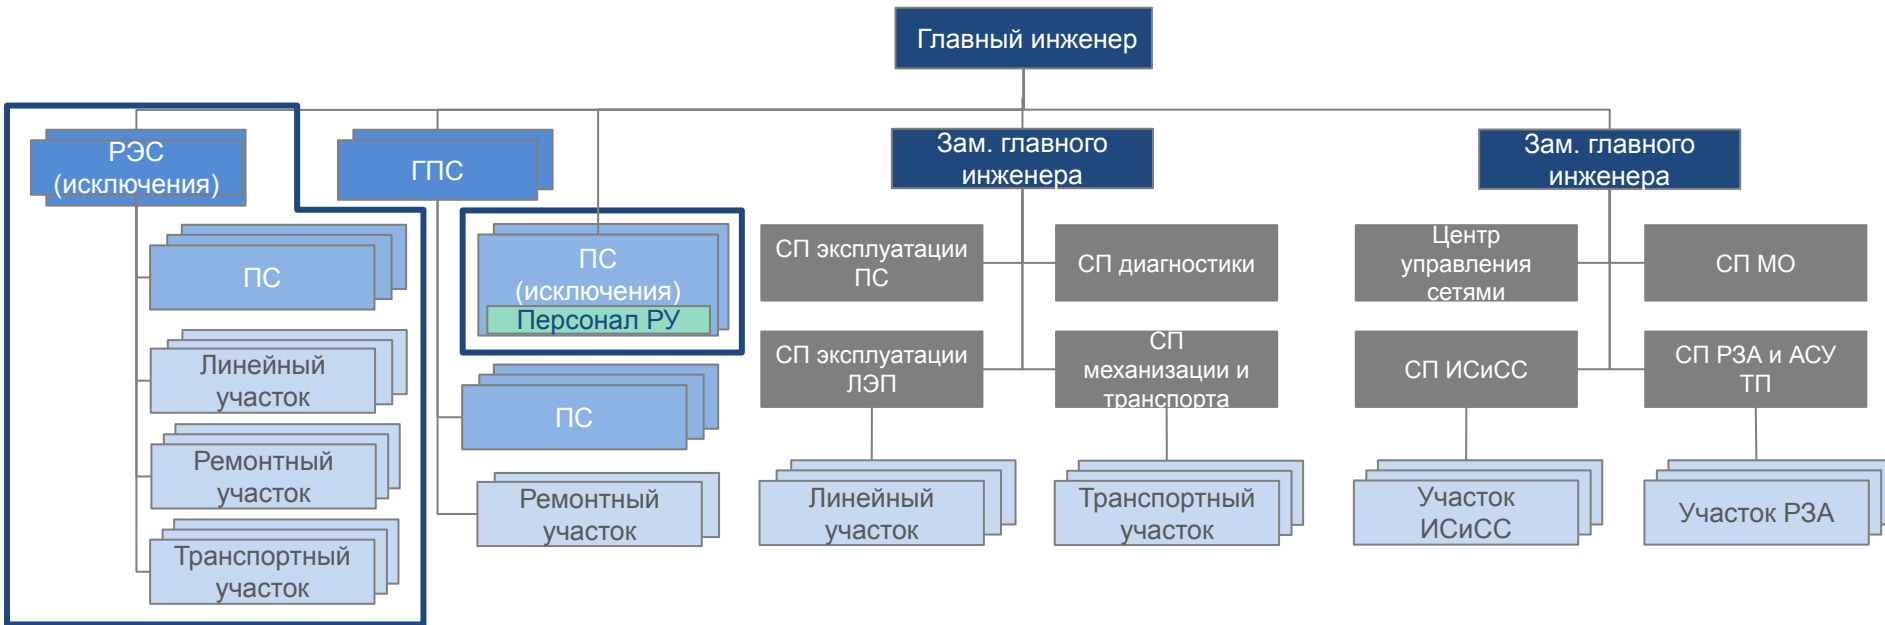 Главный инженер
РЭС
(исключения)
ПС
Линейный
участок
Ремонтный
участок
Транспортный
участок
ГПС
ПС
(исключения)
Персонал РУ
ПС
Ремонтный
участок
Зам. главного
инженера
СП эксплуатации
ПС
СП диагностики
СП эксплуатации
ЛЭП
СП
механизации и
транспорта
Линейный
участок
Транспортный
участок
Зам. главного
инженера
Центр
управления
сетями
СП МО
СП ИСиСС
СП РЗА и АСУ
ТП
Участок
ИСиСС
Участок РЗА